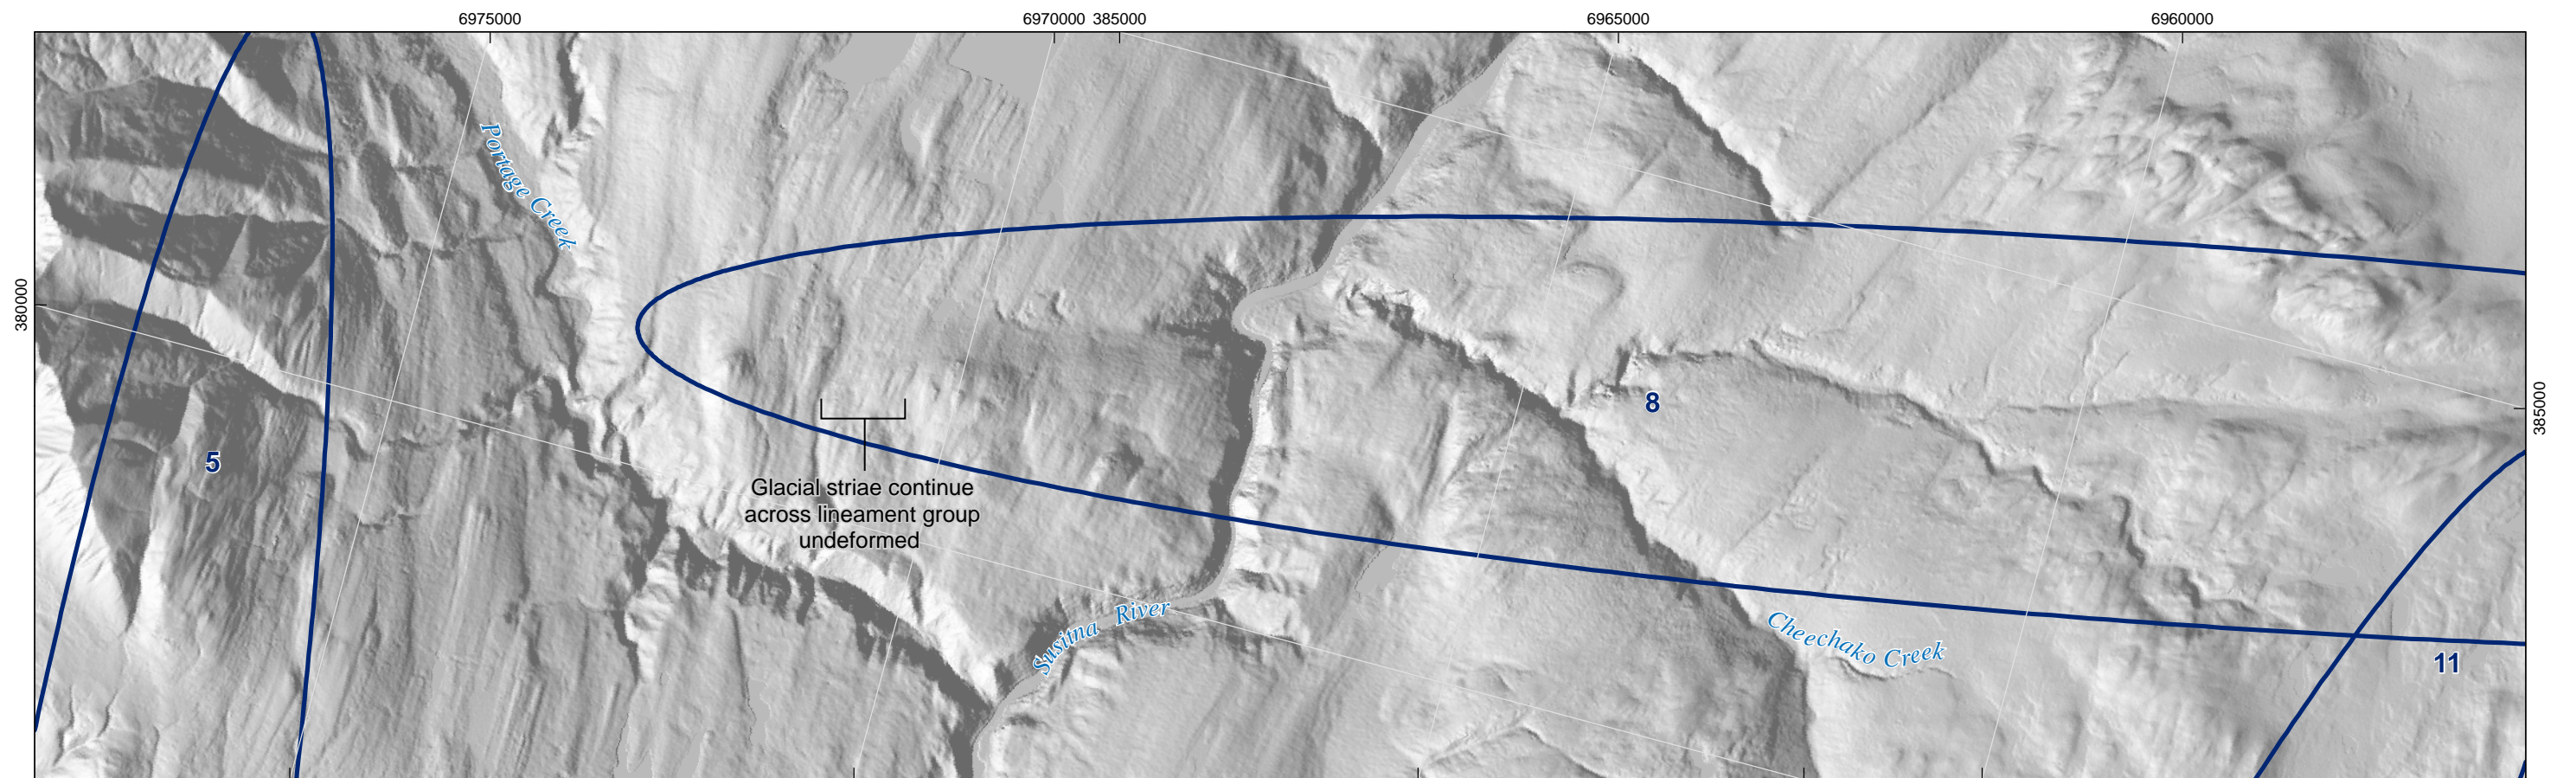 6975000
6970000 385000
6965000
6960000
Portage Creek
380000
385000
8
5
Glacial striae continue
across lineament group
undeformed
Susitna River
Cheechako Creek
11